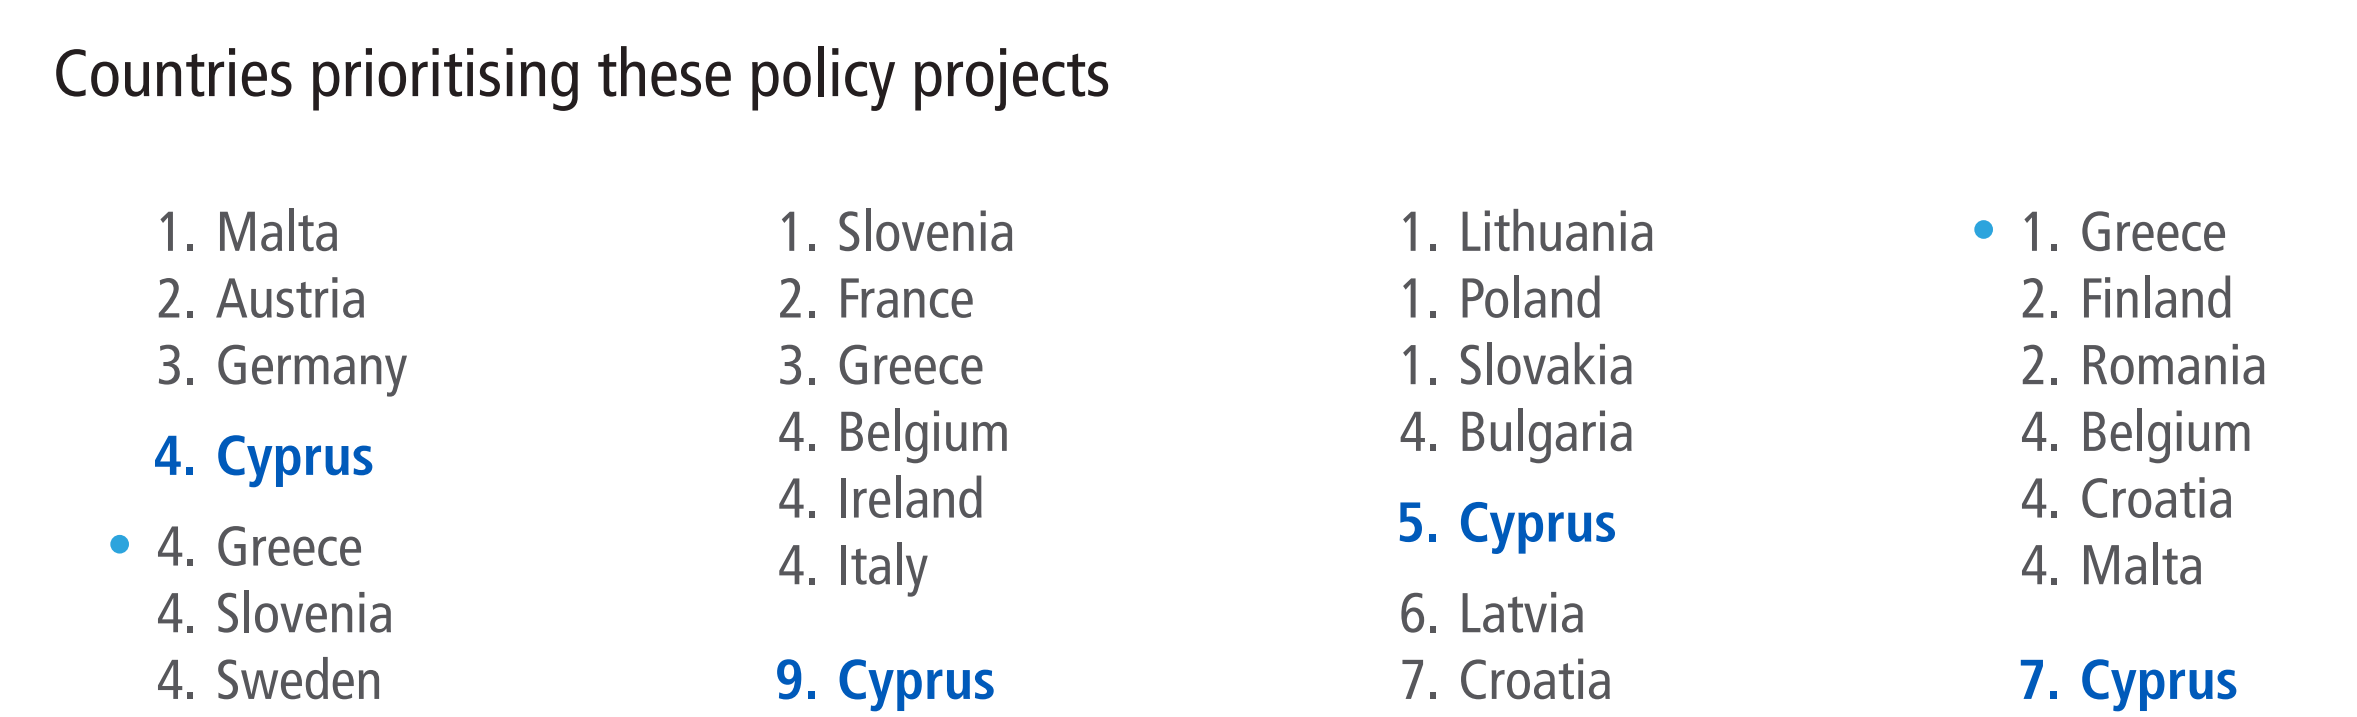 Countries prioritising these policy projects
1. Malta
2. Austria
3. Germany
4. Cyprus
• 4. Greece
4. Slovenia
4. Sweden
1. Slovenia
2. France
3. Greece
4. Belgium
4. Ireland
4. Italy
9. Cyprus
1. Lithuania
1. Poland
1. Slovakia
4. Bulgaria
5. Cyprus
6. Latvia
7. Croatia
• 1. Greece
2. Finland
2. Romania
4. Belgium
4. Croatia
4. Malta
7. Cyprus